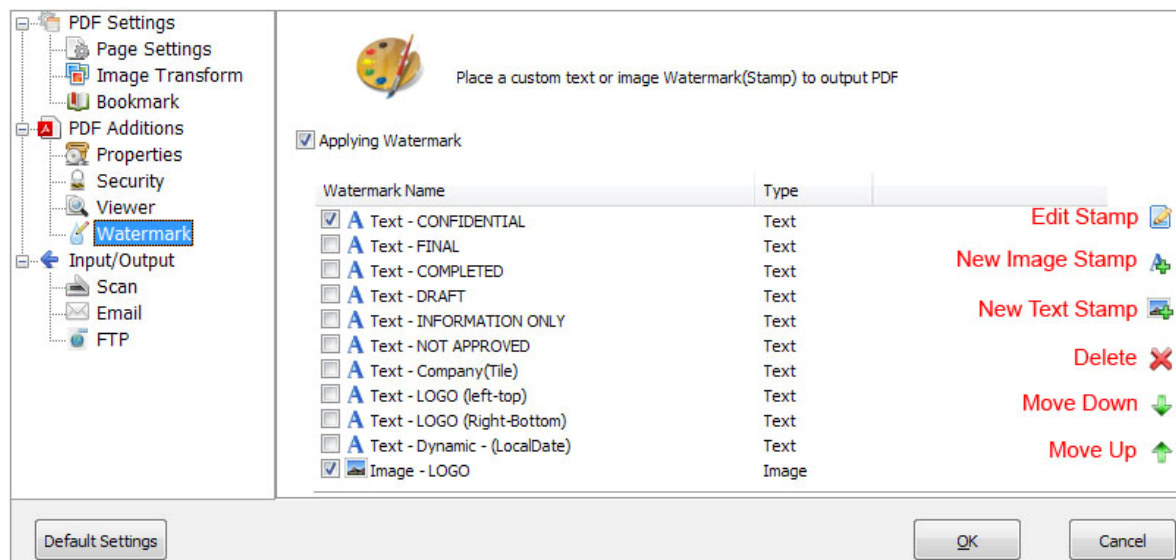 PDF Settings
Page Settings
Image Transform
Bookmark
PDF Additions
Properties
Security
Viewer
Watermark
Input/Output
Scan
Email
FTP
Place a custom text or image Watermark(Stamp) to output PDF
Applying Watermark
Watermark Name Type
Text - CONFIDENTIAL Text
Text - FINAL Text
Text - COMPLETED Text
Text - DRAFT Text
Text - INFORMATION ONLY Text
Text - NOT APPROVED Text
Text - Company(Tile) Text
Text - LOGO (left-top) Text
Text - LOGO (Right-Bottom) Text
Text - Dynamic - (LocalDate) Text
Image - LOGO Image
Edit Stamp
New Image Stamp
New Text Stamp
Delete
Move Down
Move Up
Default Settings
OK
Cancel